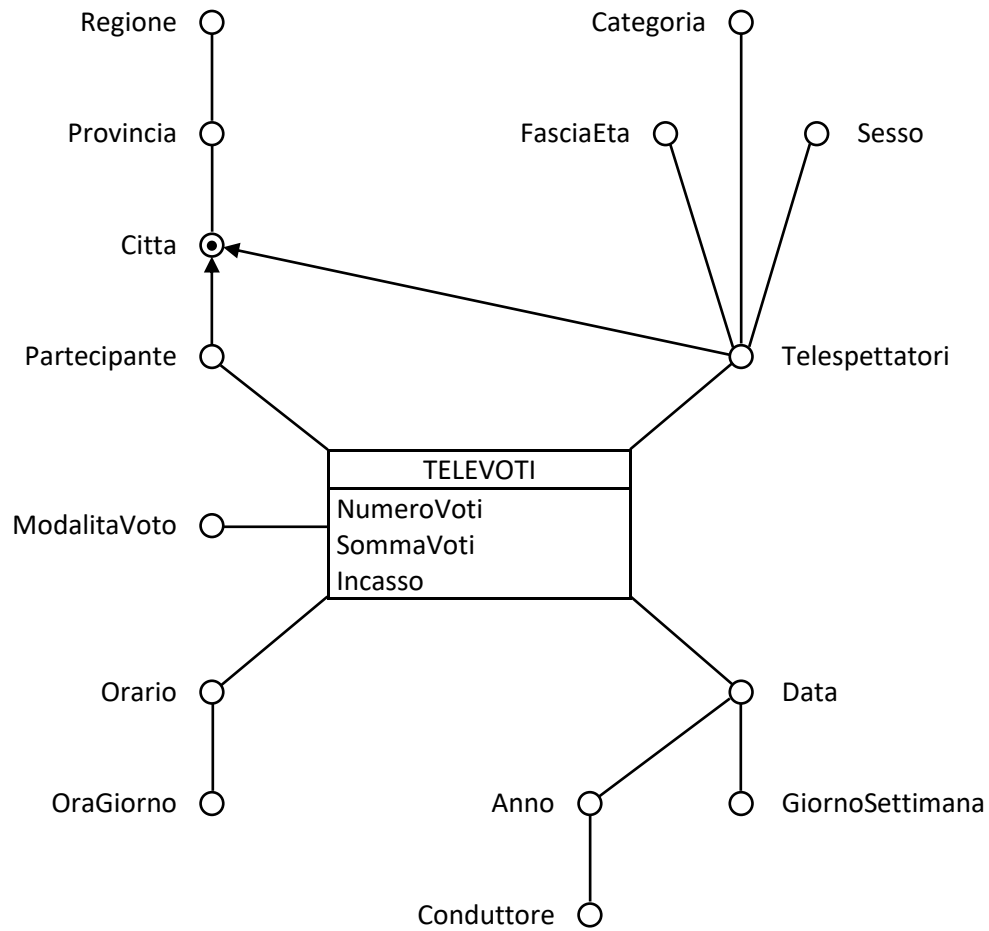 Regione
Categoria
Provincia
FasciaEta
Sesso
Citta
Partecipante
Telespettatori
TELEVOTI
NumeroVoti
SommaVoti
Incasso
ModalitaVoto
Orario
Data
OraGiorno
Anno
GiornoSettimana
Conduttore